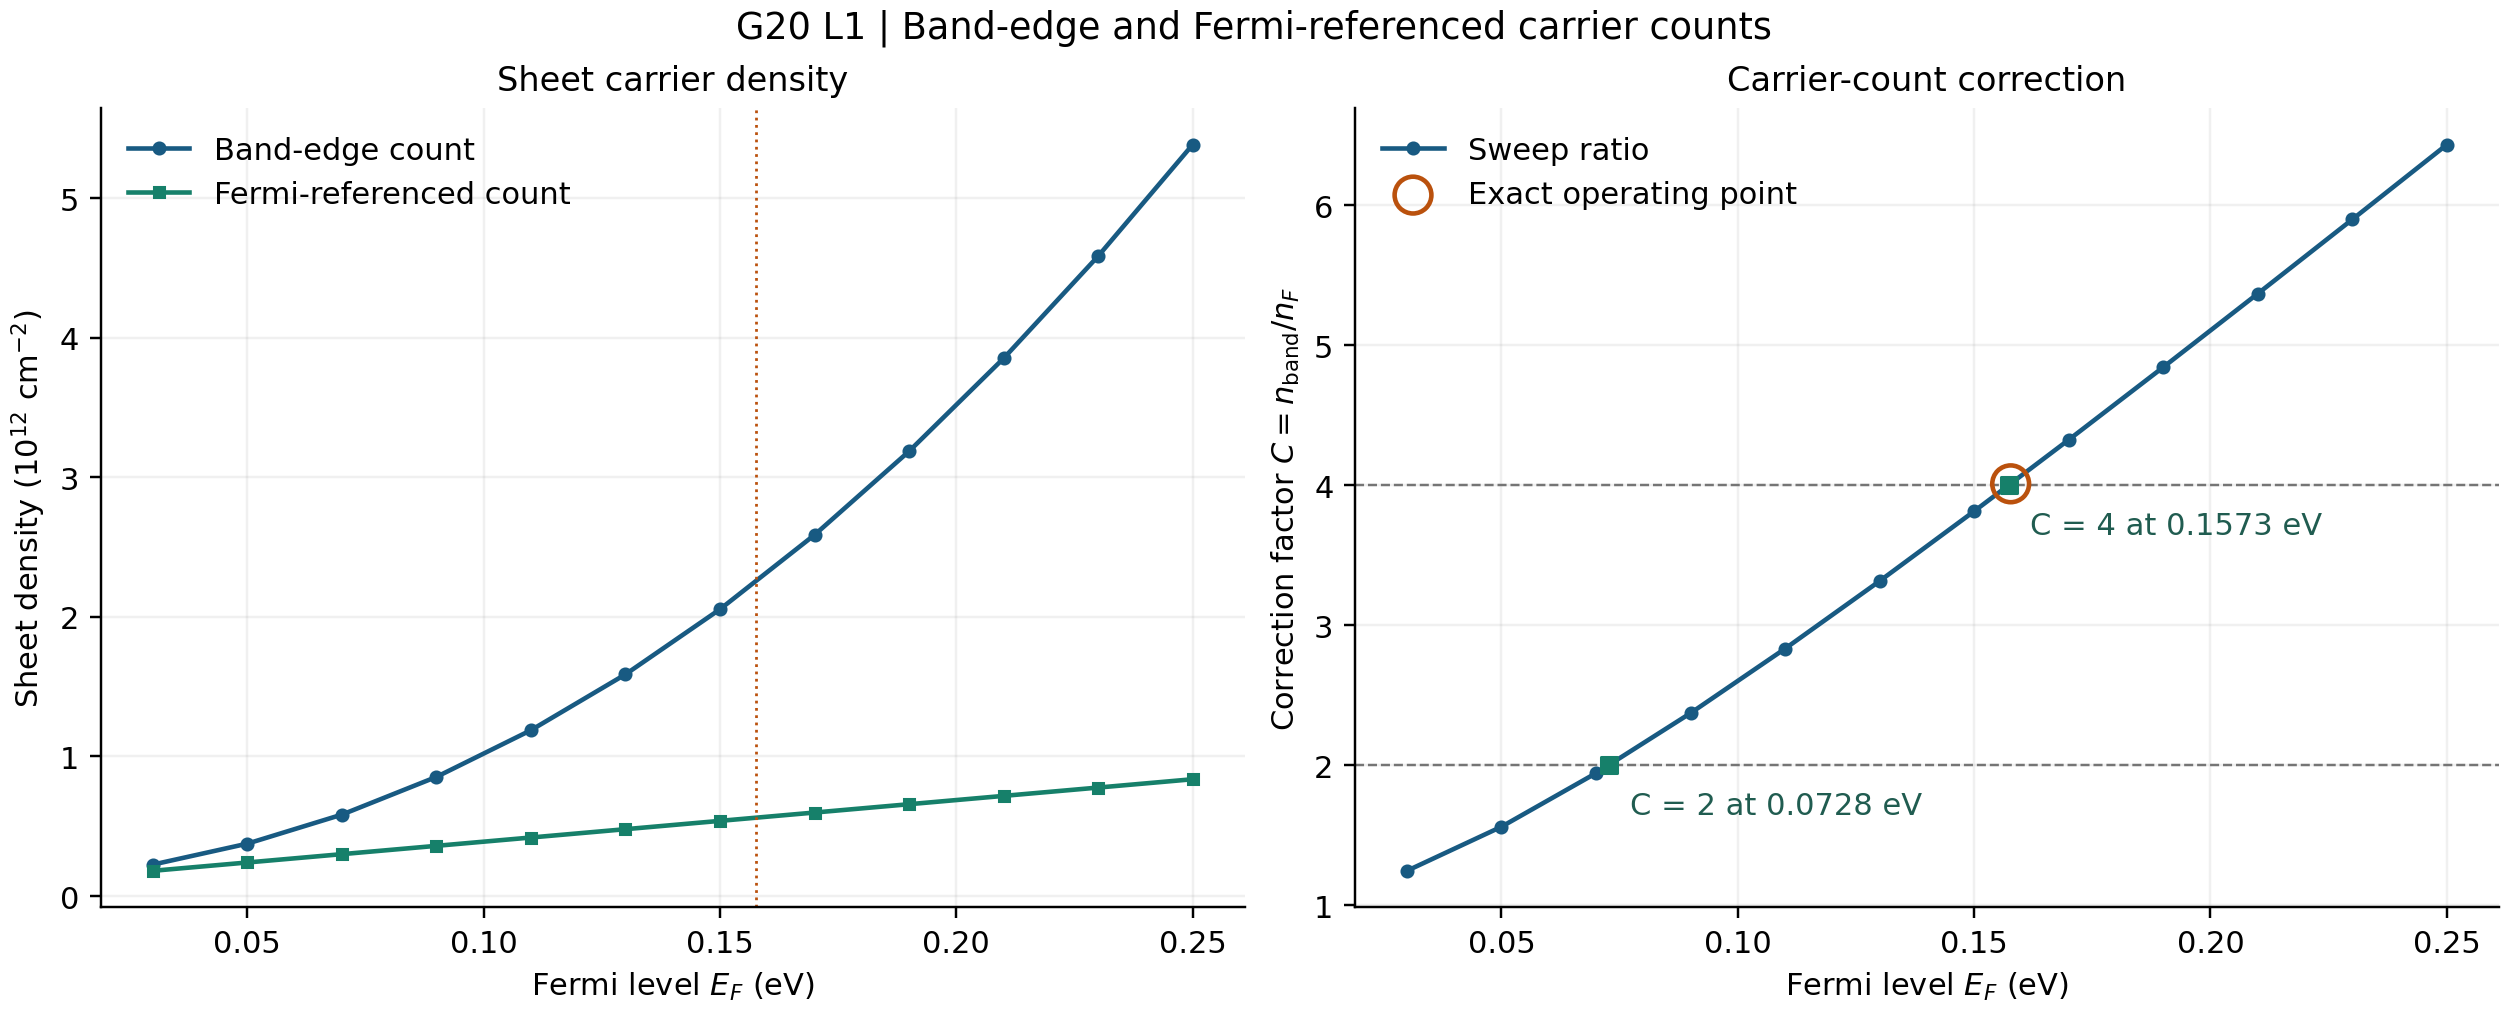 G20 L1 | Band-edge and Fermi-referenced carrier counts
Sheet carrier density
Band-edge count
Fermi-referenced count
Sheet density (10¹² cm⁻²)
5
4
3
2
1
0
0.05 0.10 0.15 0.20 0.25
Fermi level E_F (eV)
Carrier-count correction
Sweep ratio
Exact operating point
Correction factor C = n_band/n_F
6
5
4
3
2
1
C = 4 at 0.1573 eV
C = 2 at 0.0728 eV
0.05 0.10 0.15 0.20 0.25
Fermi level E_F (eV)